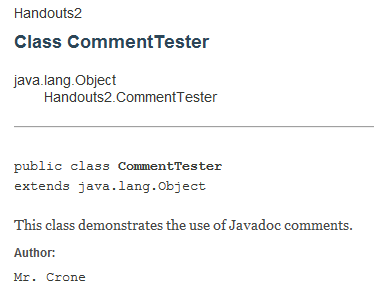 Handouts2
Class CommentTester
java.lang.Object
Handouts2.CommentTester
public class CommentTester
extends java.lang.Object
This class demonstrates the use of Javadoc comments.
Author:
Mr. Crone